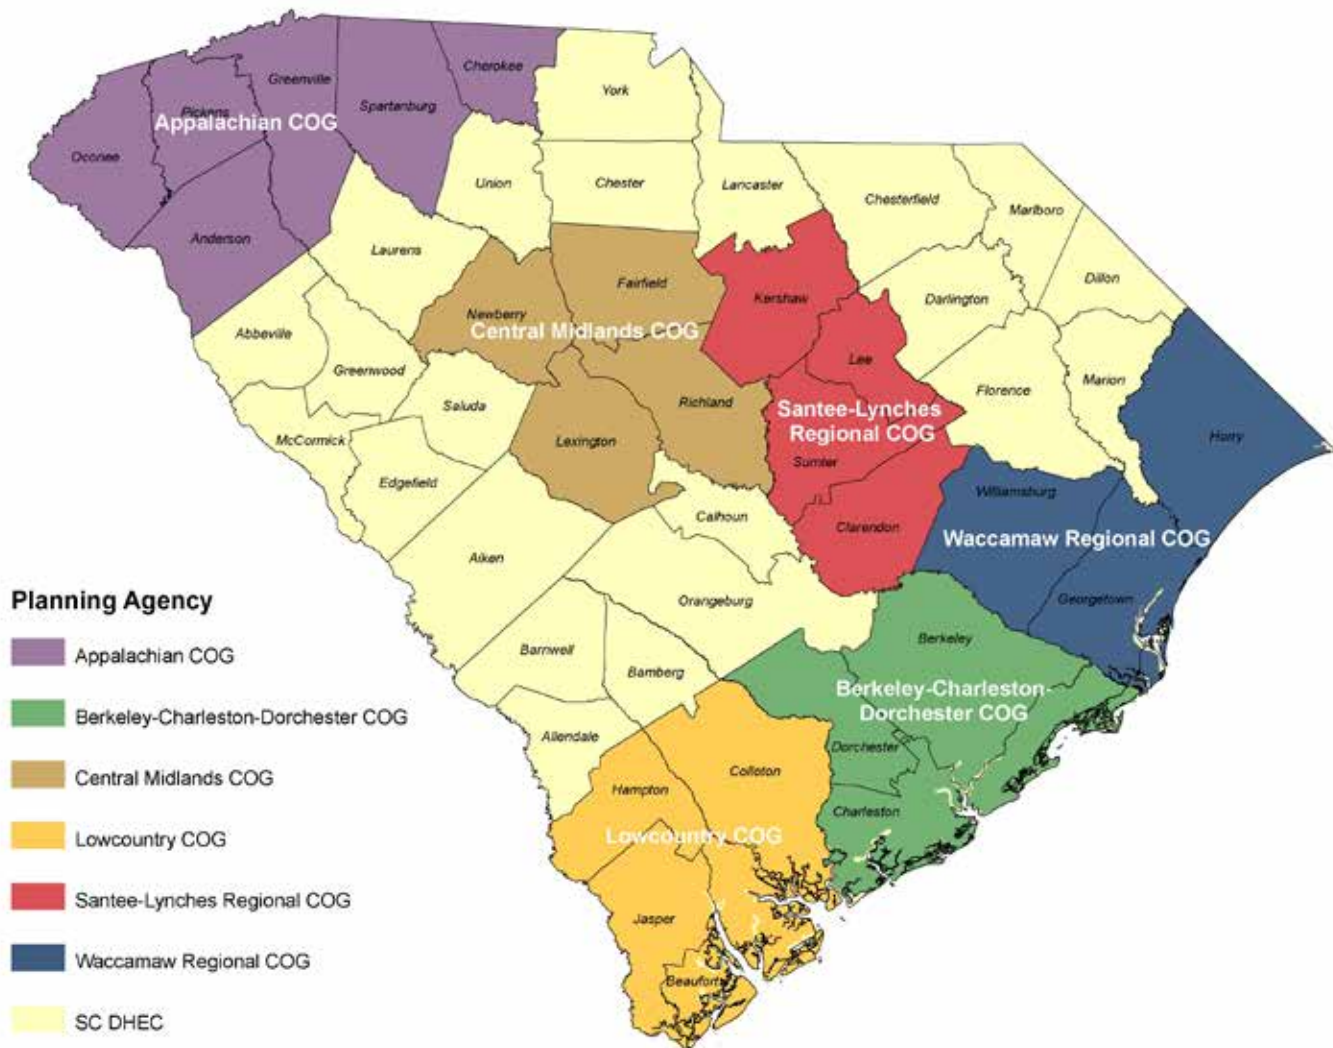 Cherokee
Greenville
York
Spartanburg
Pickens
Appalachian COG
Oconee
Union
Chester
Lancaster
Chesterfield
Marlboro
Anderson
Laurens
Dillon
Fairfield
Kershaw
Darlington
Newberry
Central Midlands COG
Abbeville
Lee
Greenwood
Marion
Florence
Saluda
Richland
Santee-Lynches
Regional COG
McCormick
Lexington
Horry
Sumter
Edgefield
Williamsburg
Calhoun
Clarendon
Waccamaw Regional COG
Aiken
Orangeburg
Georgetown
Berkeley
Barnwell
Bamberg
Berkeley-Charleston-
Dorchester COG
Allendale
Dorchester
Colloton
Hampton
Charleston
Lowcountry COG
Jasper
Beaufort
Planning Agency
Appalachian COG
Berkeley-Charleston-Dorchester COG
Central Midlands COG
Lowcountry COG
Santee-Lynches Regional COG
Waccamaw Regional COG
SC DHEC